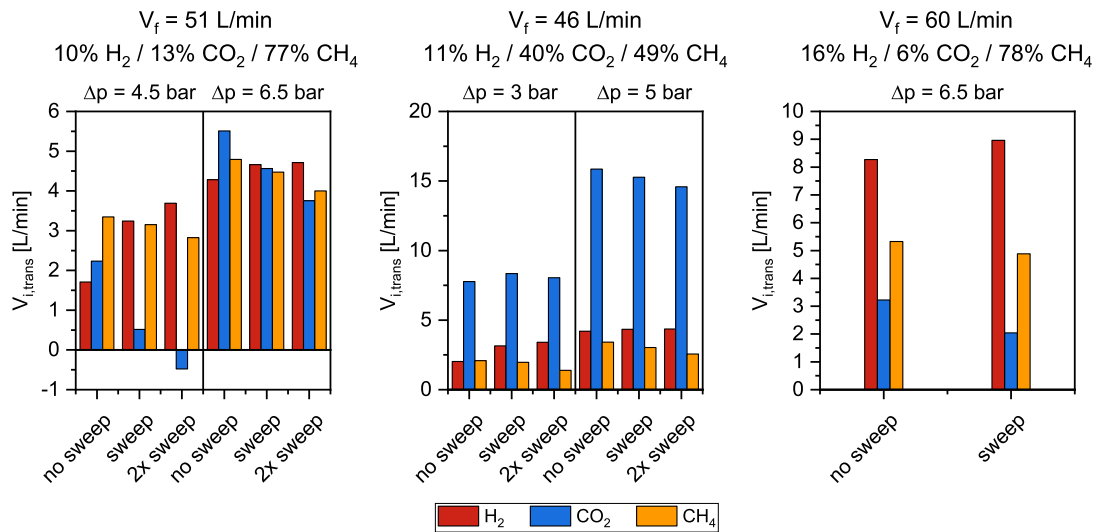 V_f = 51 L/min
10% H₂ / 13% CO₂ / 77% CH₄
Δp = 4.5 bar
Δp = 6.5 bar
V_i,trans [L/min]
6
5
4
3
2
1
0
-1
no sweep
sweep
2x sweep
no sweep
sweep
2x sweep
V_f = 46 L/min
11% H₂ / 40% CO₂ / 49% CH₄
Δp = 3 bar
Δp = 5 bar
V_i,trans [L/min]
20
15
10
5
0
no sweep
sweep
2x sweep
no sweep
sweep
2x sweep
V_f = 60 L/min
16% H₂ / 6% CO₂ / 78% CH₄
Δp = 6.5 bar
V_i,trans [L/min]
10
9
8
7
6
5
4
3
2
1
0
no sweep
sweep
H₂
CO₂
CH₄